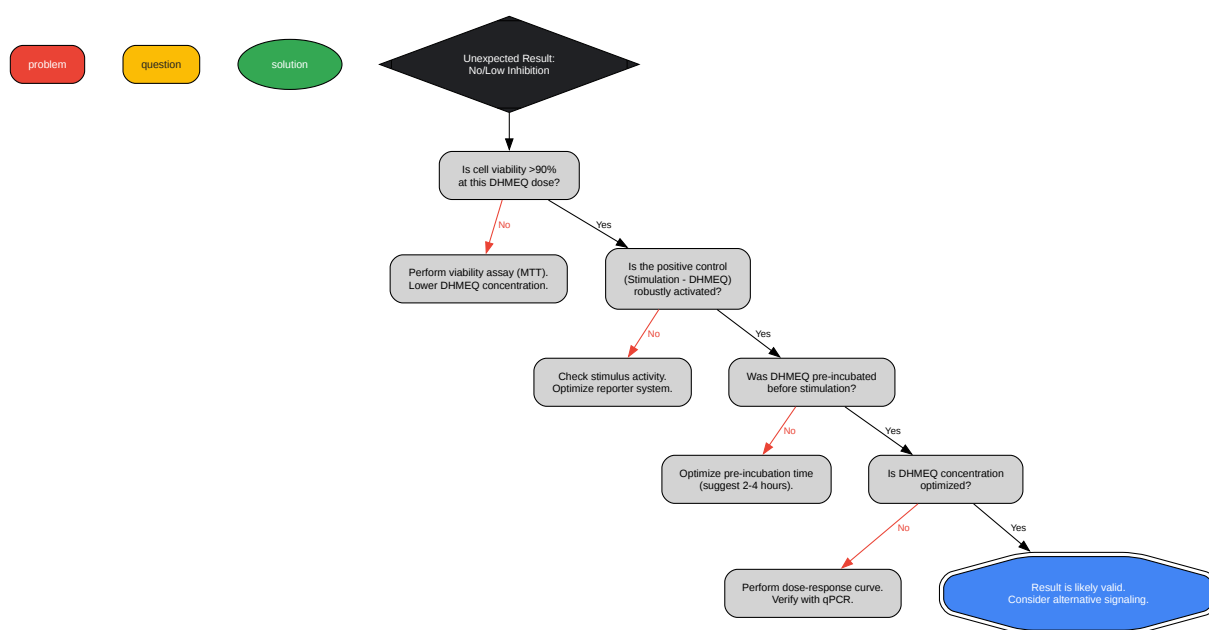 problem
question
solution
Unexpected Result:
No/Low Inhibition
Is cell viability >90%
at this DHMEQ dose?
No
Yes
Perform viability assay (MTT).
Lower DHMEQ concentration.
Is the positive control
(Stimulation - DHMEQ)
robustly activated?
No
Yes
Check stimulus activity.
Optimize reporter system.
Was DHMEQ pre-incubated
before stimulation?
No
Yes
Optimize pre-incubation time
(suggest 2-4 hours).
Is DHMEQ concentration
optimized?
No
Yes
Perform dose-response curve.
Verify with qPCR.
Result is likely valid.
Consider alternative signaling.